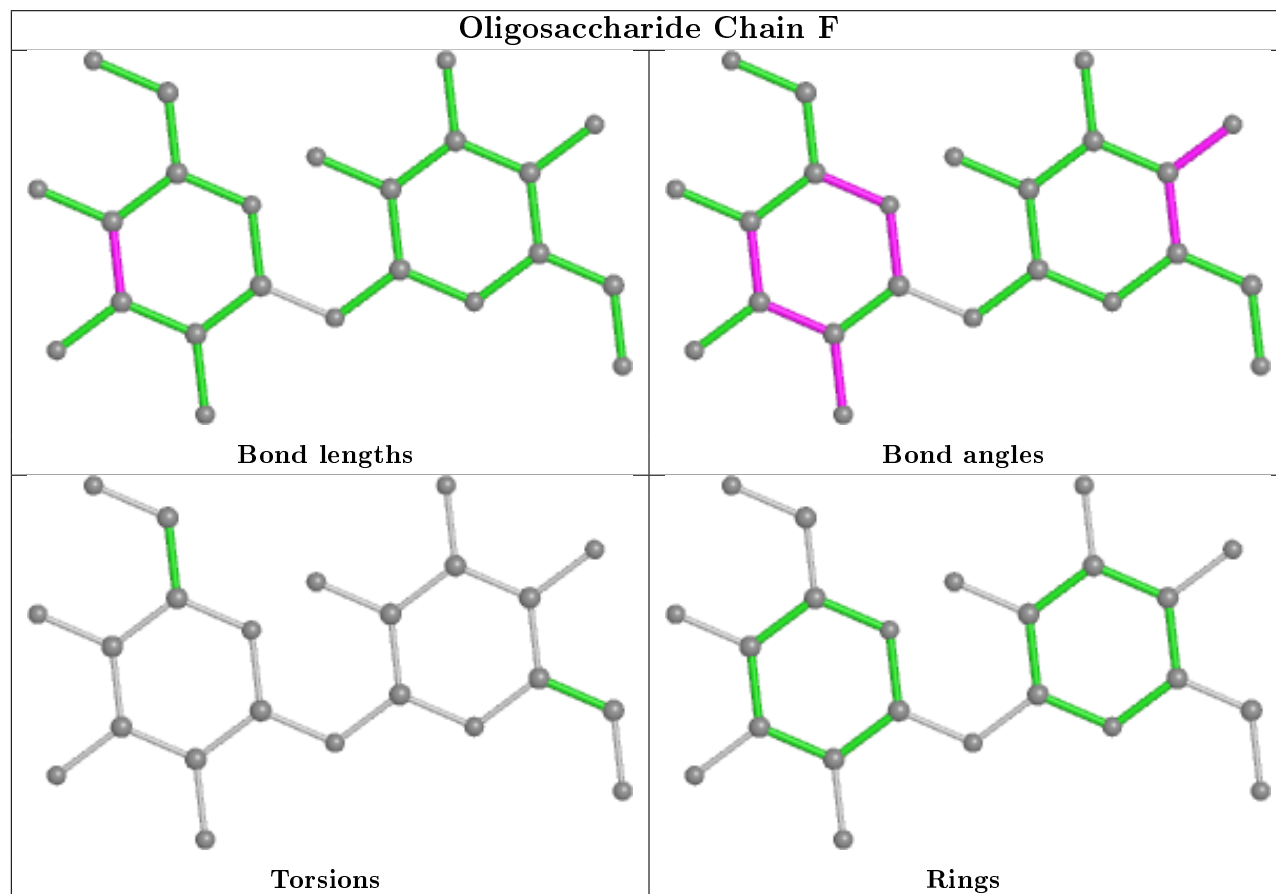 Oligosaccharide Chain F
Bond lengths
Bond angles
Torsions
Rings